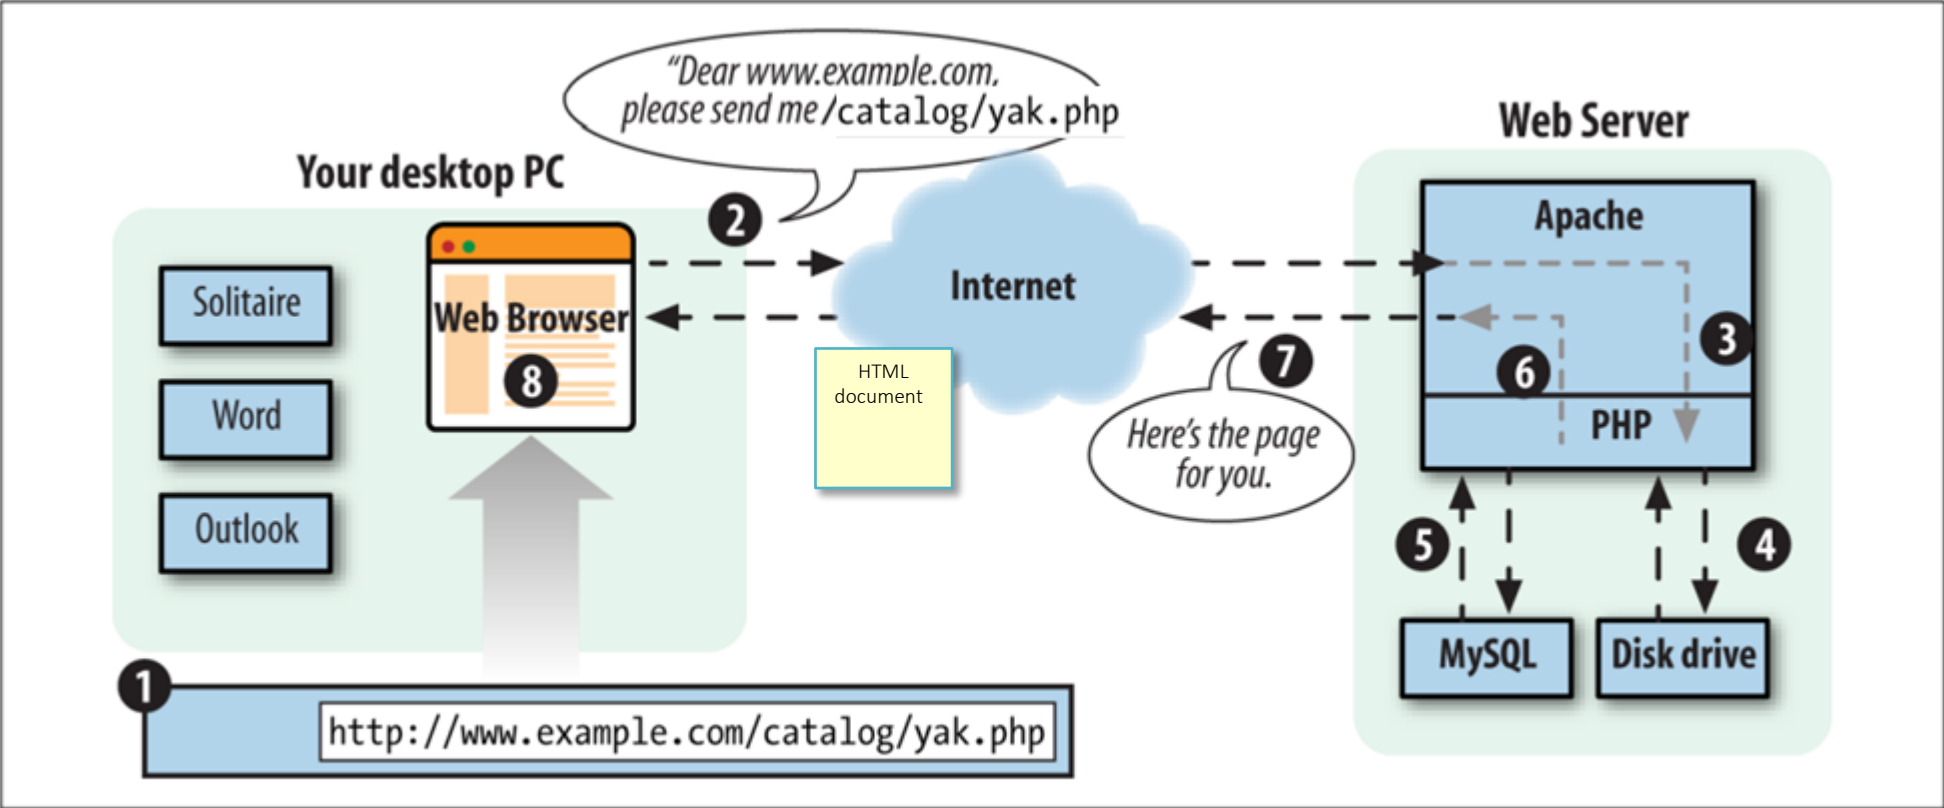 "Dear www.example.com,
please send me /catalog/yak.php
Your desktop PC
Web Server
2
Apache
Solitaire
Web Browser
Internet
3
8
HTML
document
7
6
Word
PHP
Here's the page
for you.
Outlook
5
4
MySQL
Disk drive
1
http://www.example.com/catalog/yak.php